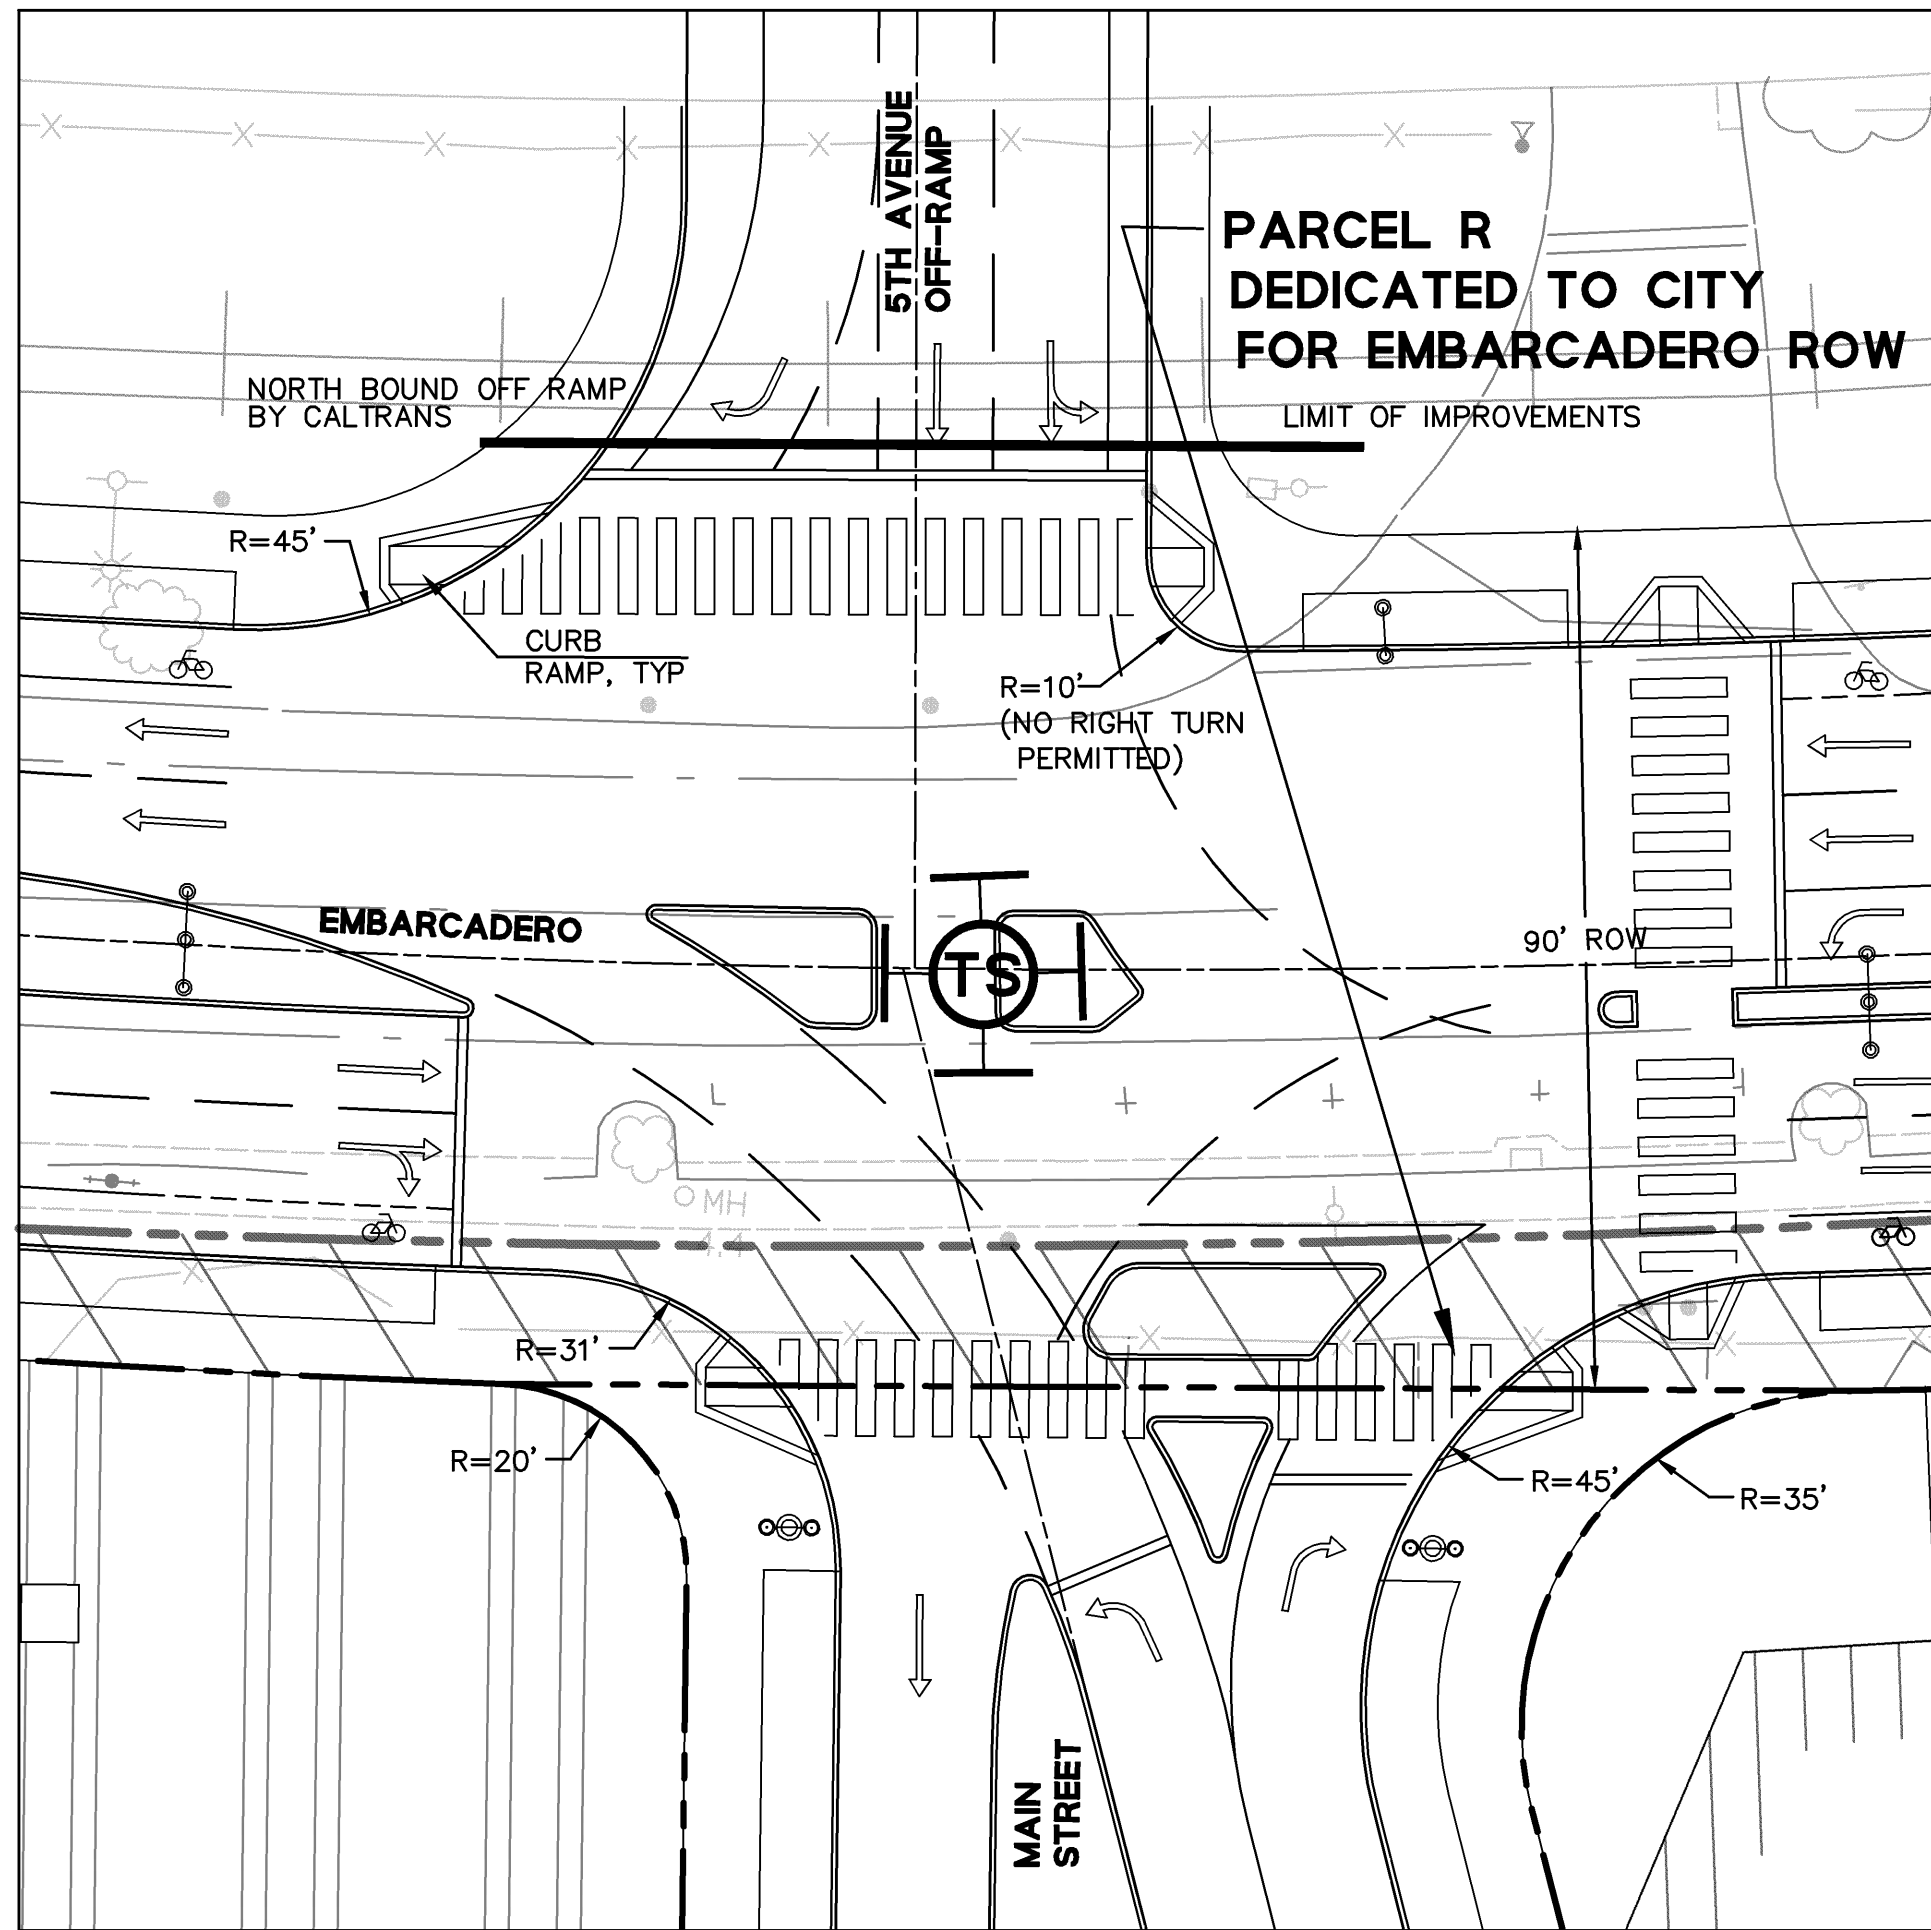 5TH AVENUE
OFF-RAMP
PARCEL R
DEDICATED TO CITY
FOR EMBARCADERO ROW
NORTH BOUND OFF RAMP
BY CALTRANS
LIMIT OF IMPROVEMENTS
R=45'
CURB
RAMP, TYP
R=10'
(NO RIGHT TURN
PERMITTED)
EMBARCADERO
TS
90' ROW
MH
4.4
R=31'
R=20'
R=45'
R=35'
MAIN
STREET